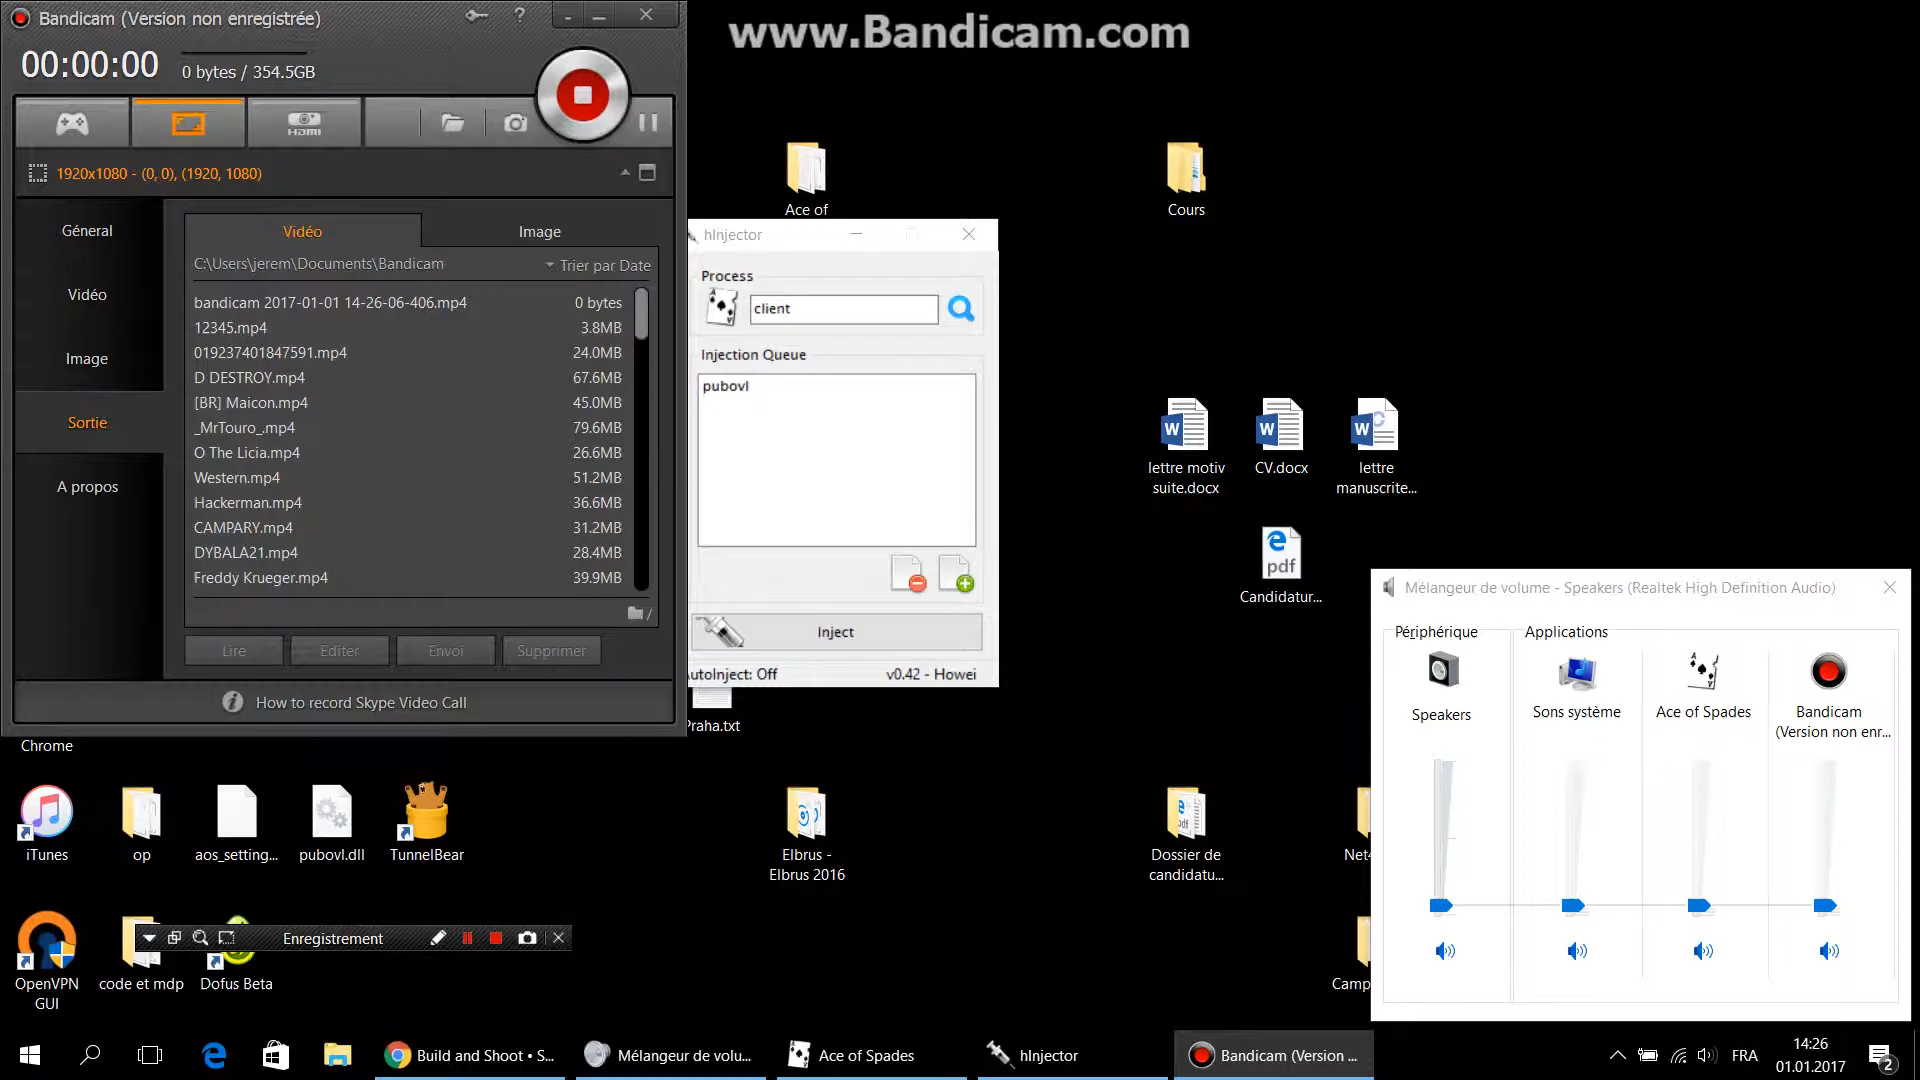 Bandicam (Version non enregistrée)
?
www.Bandicam.com
00:00:00
0 bytes / 354.5GB
HDMI
1920x1080 - (0, 0), (1920, 1080)
Géneral
Vidéo
Image
Sortie
A propos
Vidéo
Image
C:\Users\jerem\Documents\Bandicam
Trier par Date
bandicam 2017-01-01 14-26-06-406.mp4
0 bytes
12345.mp4
3.8MB
019237401847591.mp4
24.0MB
D DESTROY.mp4
67.6MB
[BR] Maicon.mp4
45.0MB
_MrTouro_.mp4
79.6MB
O The Licia.mp4
26.6MB
Western.mp4
51.2MB
Hackerman.mp4
36.6MB
CAMPARY.mp4
31.2MB
DYBALA21.mp4
28.4MB
Freddy Krueger.mp4
39.9MB
/
Lire
Editer
Envoi
Supprimer
How to record Skype Video Call
Ace of
Cours
hInjector
Process
client
Injection Queue
pubovl
Inject
utoInject: Off
v0.42 - Howei
Praha.txt
lettre motiv
suite.docx
CV.docx
lettre
manuscrite...
pdf
Candidatur...
Mélangeur de volume - Speakers (Realtek High Definition Audio)
Périphérique
Applications
Speakers
Sons système
Ace of Spades
Bandicam
(Version non enr...
Chrome
iTunes
op
aos_setting...
pubovl.dll
TunnelBear
Elbrus -
Elbrus 2016
Dossier de
candidatu...
Net
Enregistrement
OpenVPN
GUI
code et mdp
Dofus Beta
Camp
Build and Shoot • S...
Mélangeur de volu...
Ace of Spades
hInjector
Bandicam (Version ...
FRA
14:26
01.01.2017
2